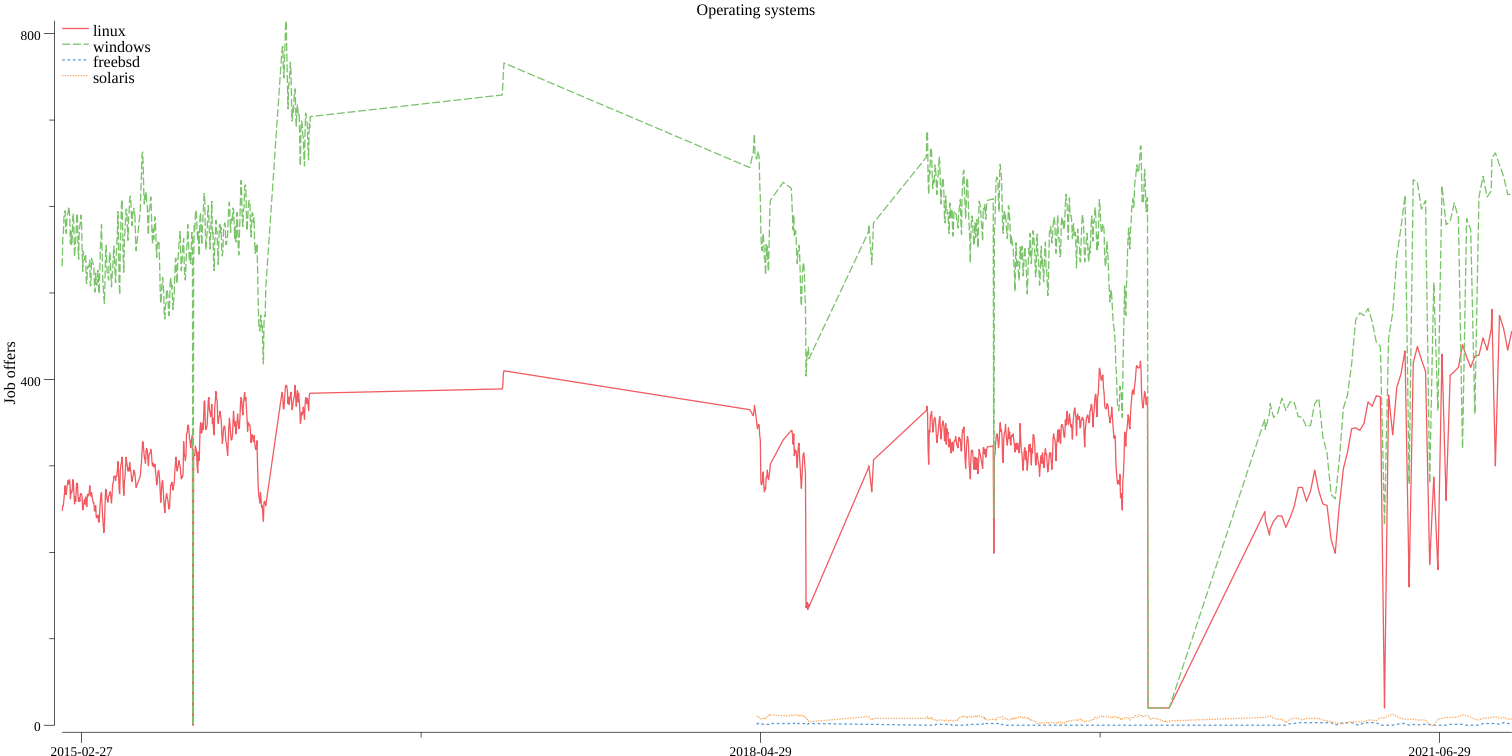 Operating systems
linux
windows
freebsd
solaris
800
400
0
Job offers
2015-02-27
2018-04-29
2021-06-29